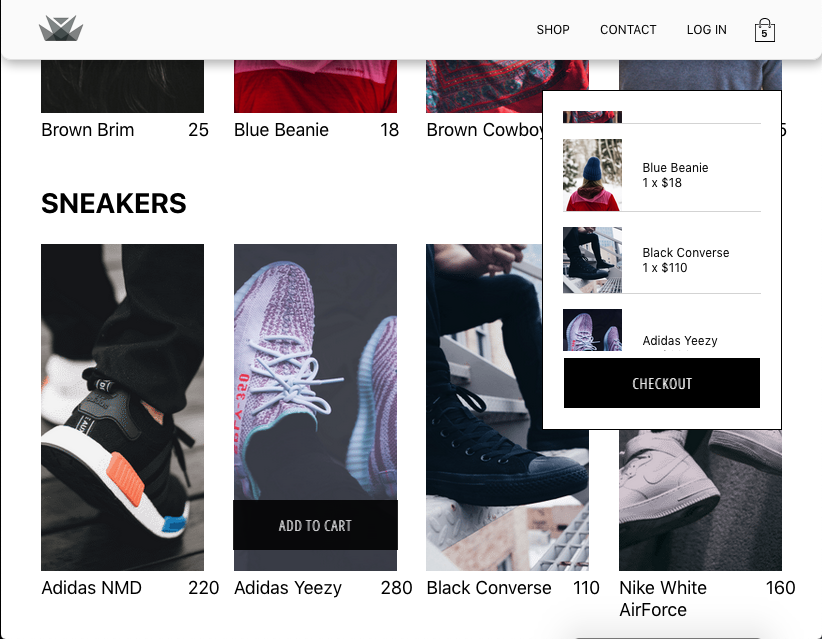 SHOP CONTACT LOG IN 5
Brown Brim 25 Blue Beanie 18 Brown Cowboy
SNEAKERS
Blue Beanie
1 x $18
Black Converse
1 x $110
Adidas Yeezy
CHECKOUT
ADD TO CART
Adidas NMD 220 Adidas Yeezy 280 Black Converse 110 Nike White 160
AirForce